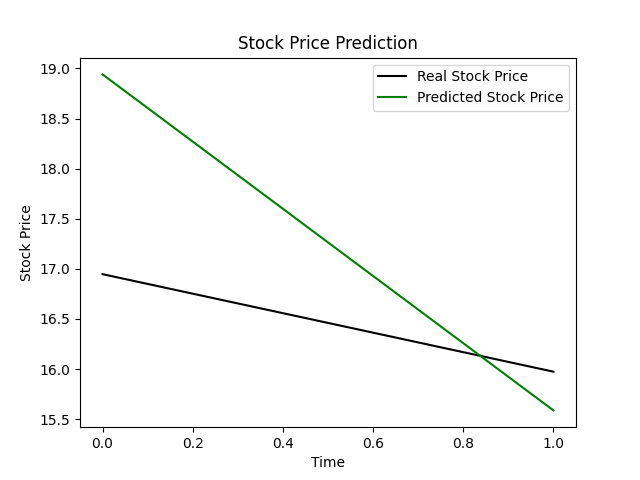 Stock Price Prediction
19.0
18.5
18.0
17.5
17.0
16.5
16.0
15.5
Stock Price
Real Stock Price
Predicted Stock Price
0.0 0.2 0.4 0.6 0.8 1.0
Time